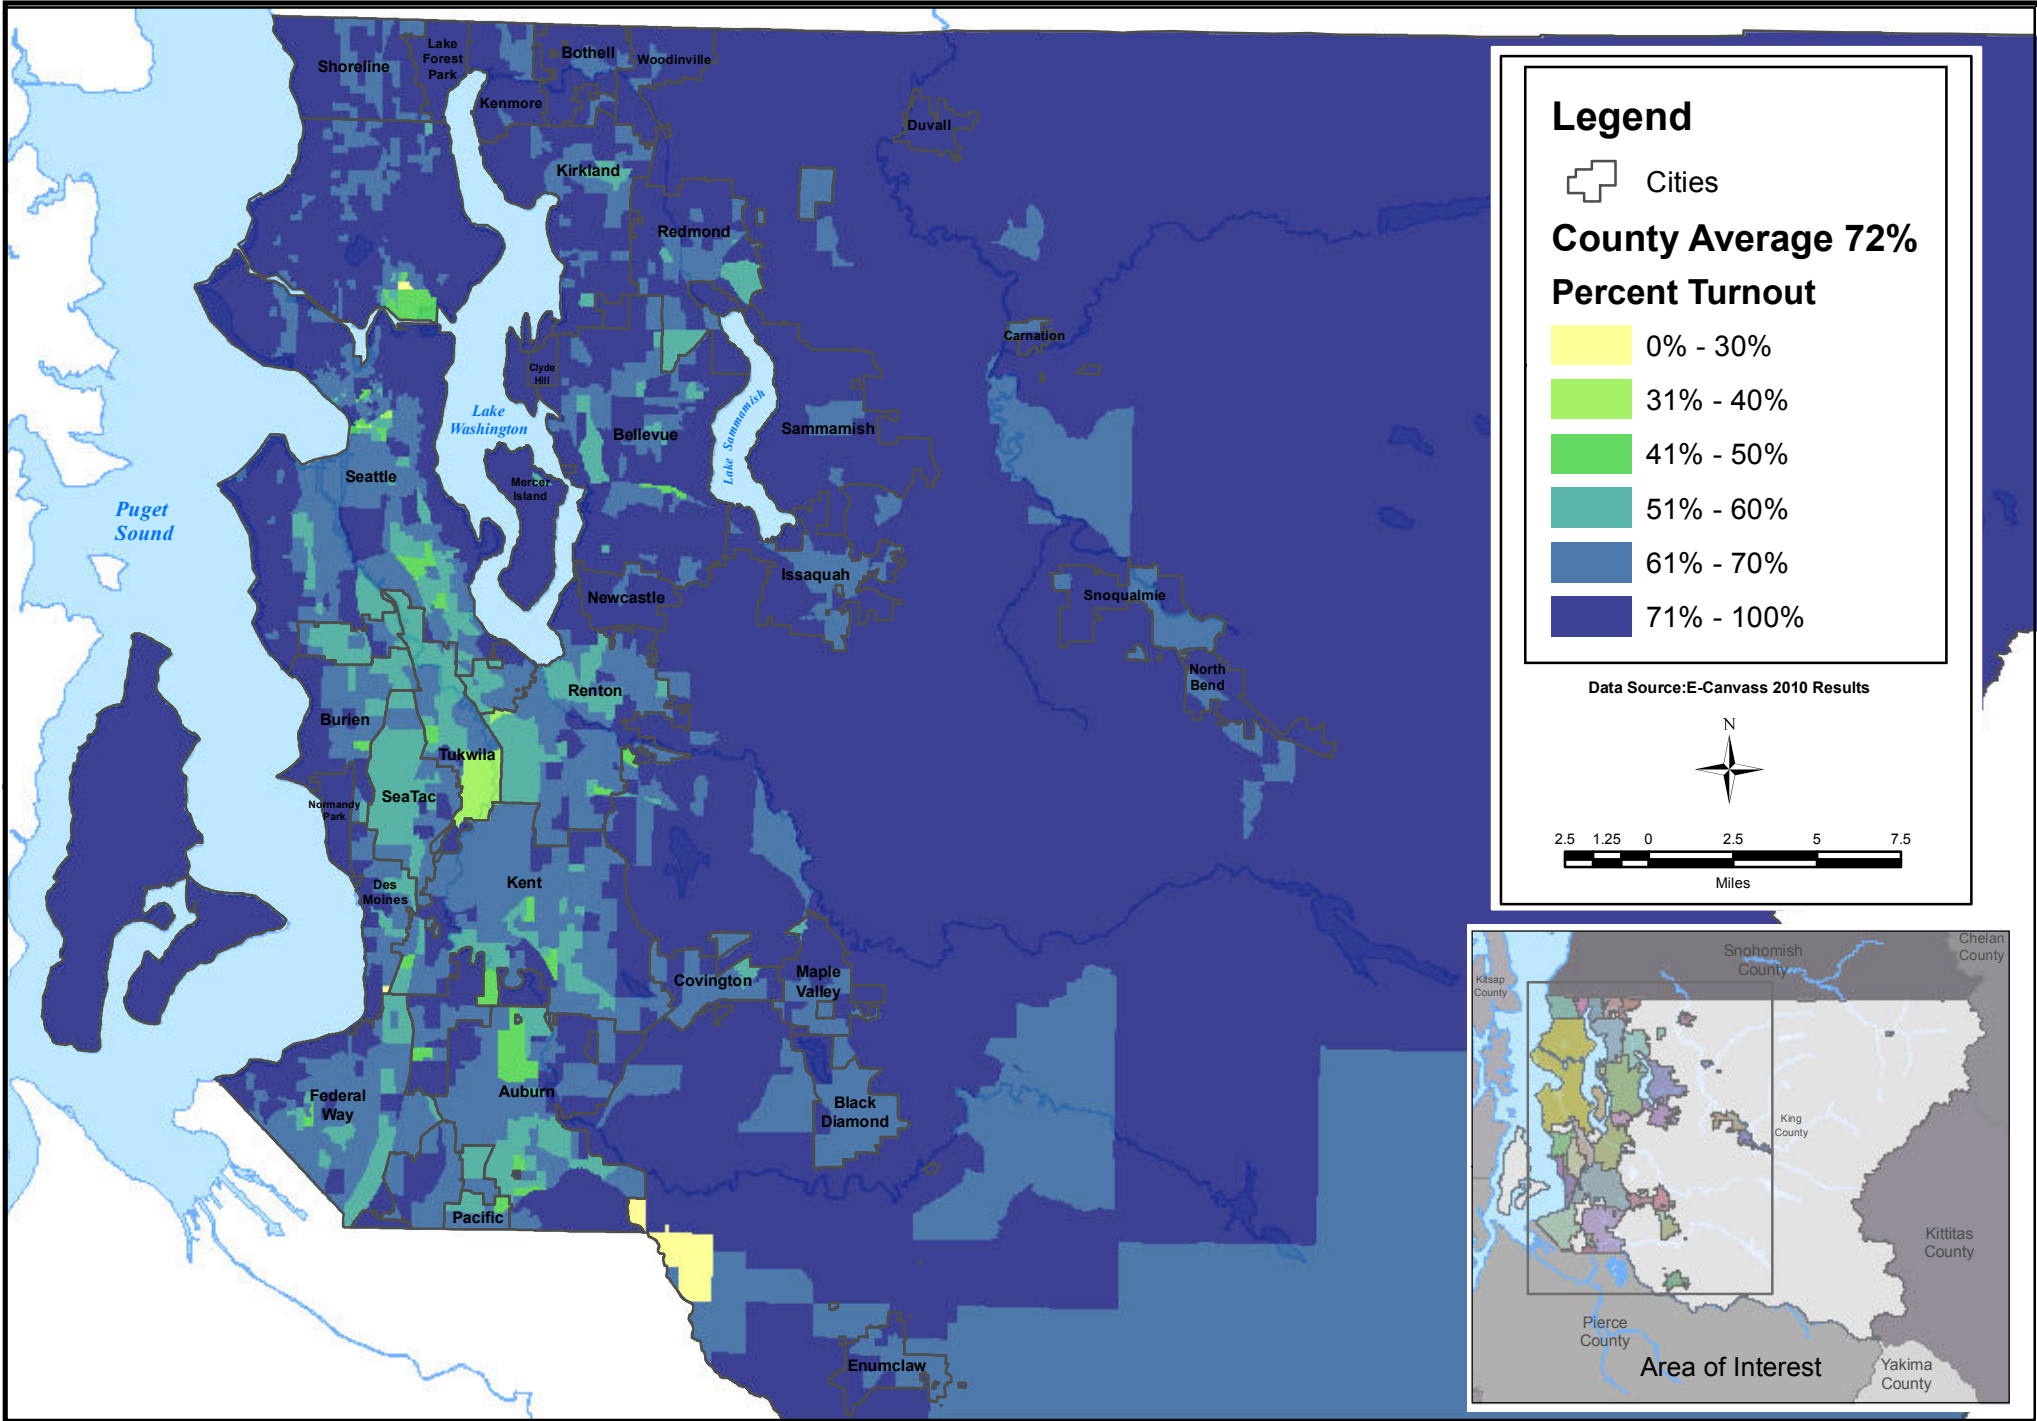 Shoreline
Lake
Forest
Park
Bothell
Woodinville
Kenmore
Duvall
Kirkland
Redmond
Carnation
Clyde
Hill
Lake
Washington
Lake Sammamish
Sammamish
Bellevue
Seattle
Mercer
Island
Puget
Sound
Issaquah
Newcastle
Snoqualmie
North
Bend
Renton
Burien
Tukwila
SeaTac
Normandy
Park
Kent
Des
Moines
Covington
Maple
Valley
Federal
Way
Auburn
Black
Diamond
Pacific
Enumclaw
Legend
Cities
County Average 72%
Percent Turnout
0% - 30%
31% - 40%
41% - 50%
51% - 60%
61% - 70%
71% - 100%
Data Source:E-Canvass 2010 Results
N
2.5 1.25 0 2.5 5 7.5
Miles
Snohomish
County
Chelan
County
Kitsap
County
King
County
Kittitas
County
Pierce
County
Yakima
County
Area of Interest